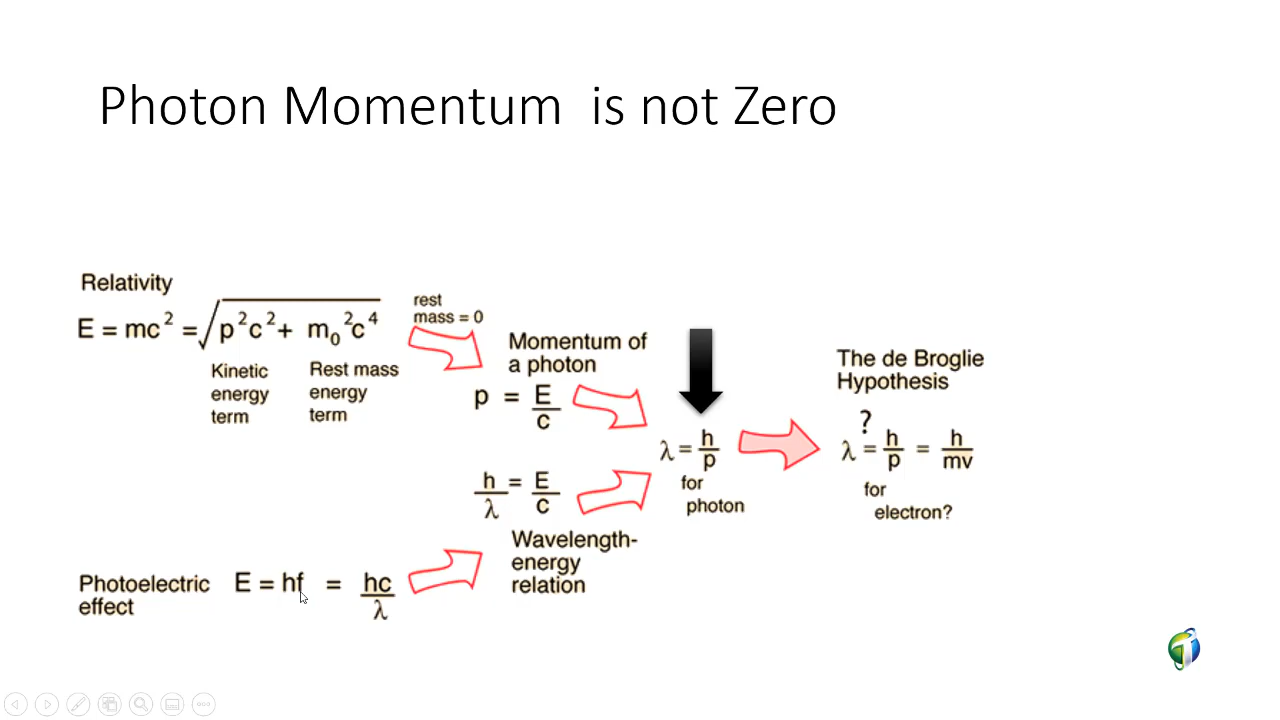 Photon Momentum is not Zero
Relativity
E = mc² = √p²c² + m₀²c⁴
Kinetic
energy
term
Rest mass
energy
term
rest
mass = 0
Momentum of
a photon
p = E/c
h/λ = E/c
Wavelength-
energy
relation
Photoelectric
effect
E = hf = hc/λ
λ = h/p
for
photon
The de Broglie
Hypothesis
?
λ = h/p = h/mv
for
electron?